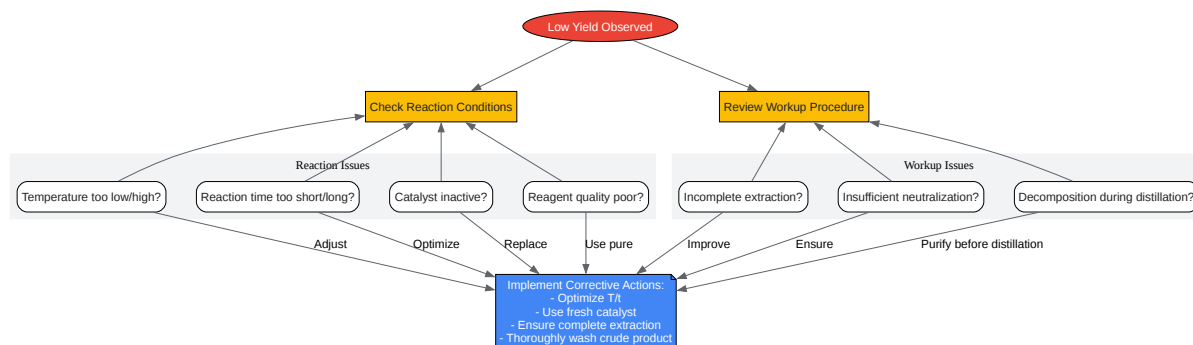 Low Yield Observed
Check Reaction Conditions
Review Workup Procedure
Reaction Issues
Workup Issues
Temperature too low/high?
Reaction time too short/long?
Catalyst inactive?
Reagent quality poor?
Incomplete extraction?
Insufficient neutralization?
Decomposition during distillation?
Adjust
Optimize
Replace
Use pure
Improve
Ensure
Purify before distillation
Implement Corrective Actions:
- Optimize T/t
- Use fresh catalyst
- Ensure complete extraction
- Thoroughly wash crude product